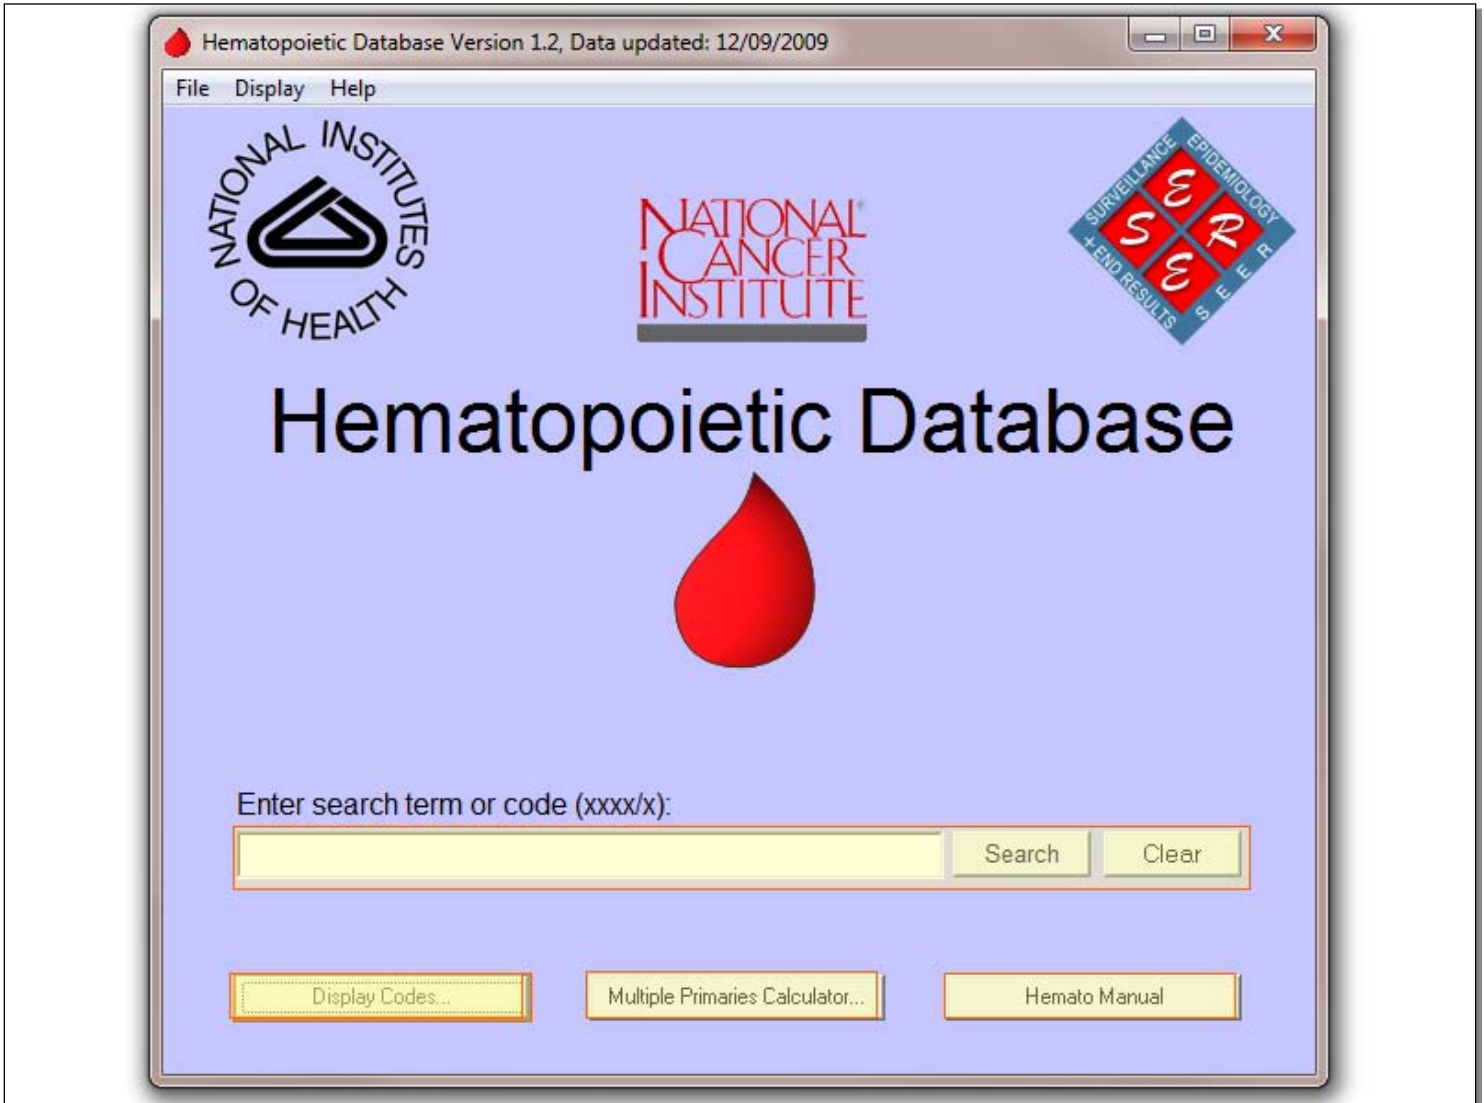 Hematopoietic Database Version 1.2, Data updated: 12/09/2009
X
File Display Help
NATIONAL INSTITUTES
OF HEALTH
NATIONAL
CANCER
INSTITUTE
SURVEILLANCE
EPIDEMIOLOGY
+ END RESULTS
S E E R
E
S R
E
Hematopoietic Database
Enter search term or code (xxxx/x):
Search Clear
Display Codes... Multiple Primaries Calculator... Hemato Manual